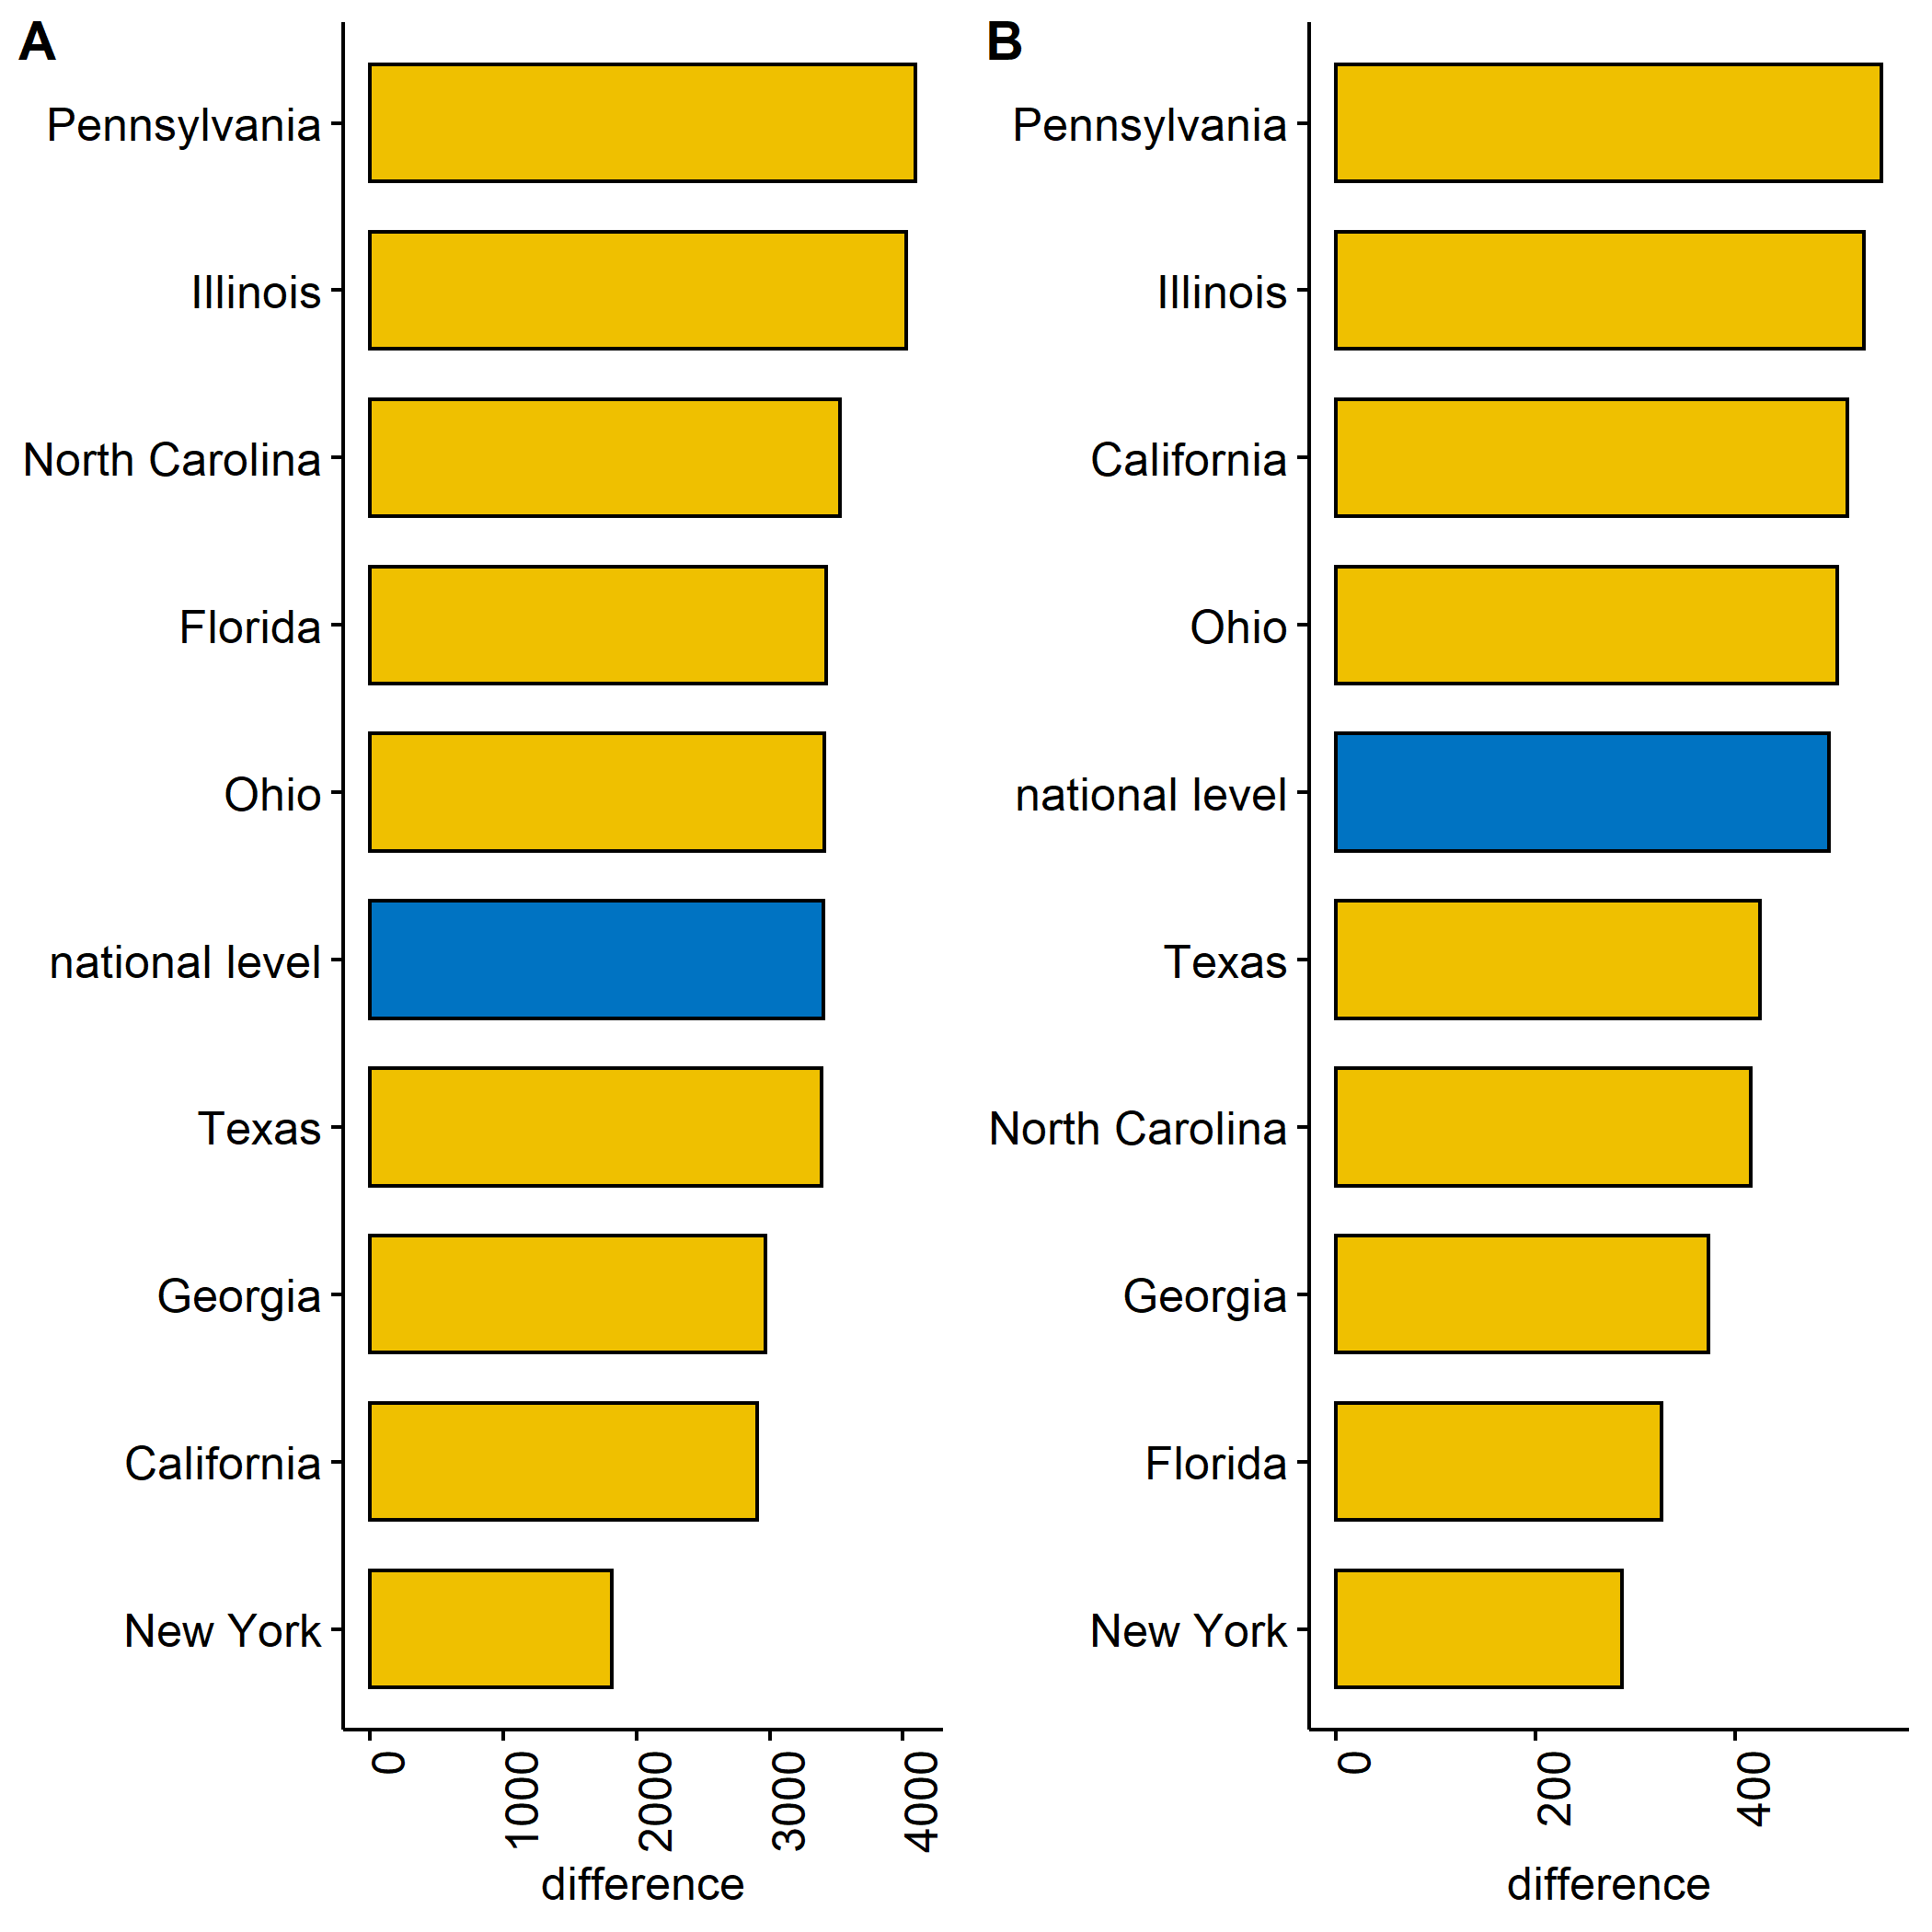 A
Pennsylvania
Illinois
North Carolina
Florida
Ohio
national level
Texas
Georgia
California
New York
0
1000
2000
3000
4000
difference
B
Pennsylvania
Illinois
California
Ohio
national level
Texas
North Carolina
Georgia
Florida
New York
0
200
400
difference